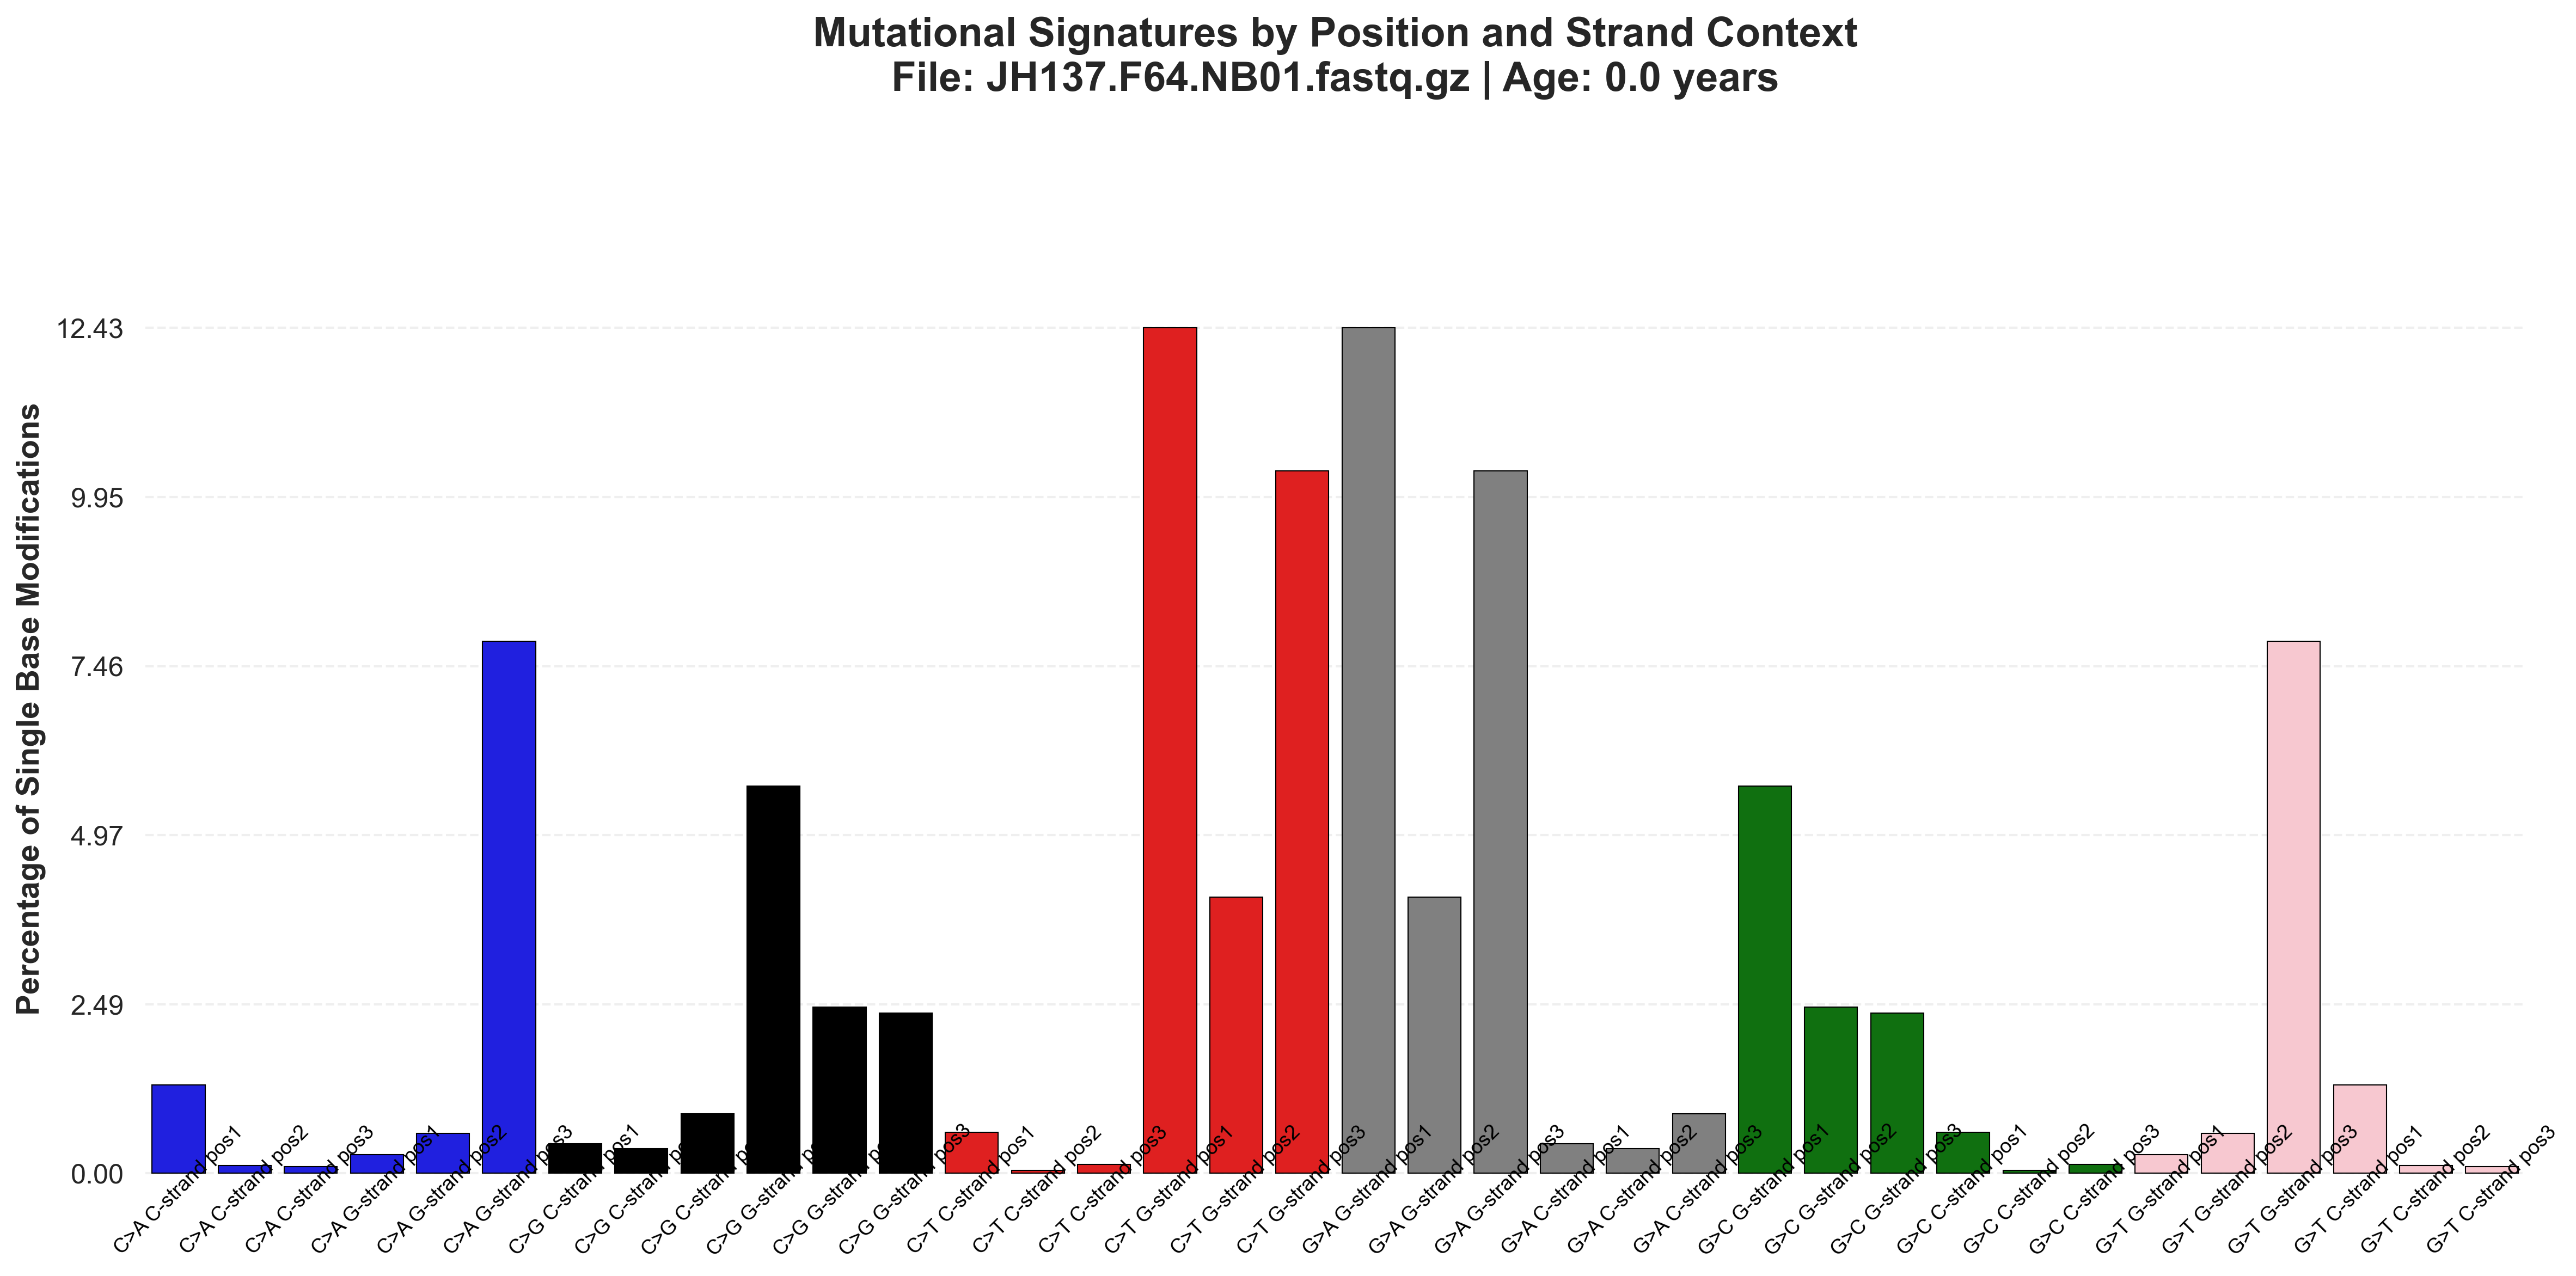 Mutational Signatures by Position and Strand Context
File: JH137.F64.NB01.fastq.gz | Age: 0.0 years
Percentage of Single Base Modifications
12.43
9.95
7.46
4.97
2.49
0.00
C>A C-strand pos1
C>A C-strand pos2
C>A C-strand pos3
C>A G-strand pos1
C>A G-strand pos2
C>A G-strand pos3
C>G C-strand pos1
C>G C-strand po
C>G C-strand p
C>G G-strand p
C>G G-strand po
C>G G-strand pos3
C>T C-strand pos1
C>T C-strand pos2
C>T C-strand pos3
C>T G-strand pos1
C>T G-strand pos2
C>T G-strand pos3
G>A G-strand pos1
G>A G-strand pos2
G>A G-strand pos3
G>A C-strand pos1
G>A C-strand pos2
G>A C-strand pos3
G>C G-strand pos1
G>C G-strand pos2
G>C G-strand pos3
G>C C-strand pos1
G>C C-strand pos2
G>C C-strand pos3
G>T G-strand pos1
G>T G-strand pos2
G>T G-strand pos3
G>T C-strand pos1
G>T C-strand pos2
G>T C-strand pos3